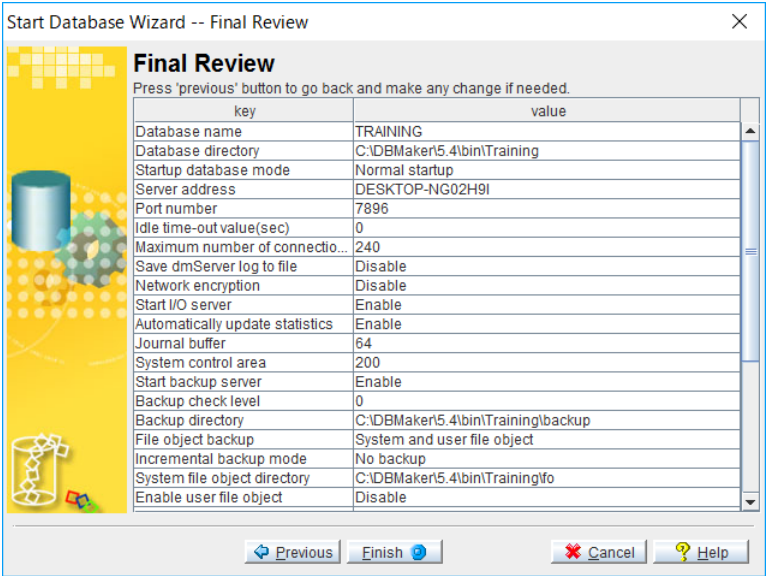 Start Database Wizard -- Final Review
Final Review
Press 'previous' button to go back and make any change if needed.
key value
Database name TRAINING
Database directory C:\DBMaker\5.4\bin\Training
Startup database mode Normal startup
Server address DESKTOP-NG02H9I
Port number 7896
Idle time-out value(sec) 0
Maximum number of connectio... 240
Save dmServer log to file Disable
Network encryption Disable
Start I/O server Enable
Automatically update statistics Enable
Journal buffer 64
System control area 200
Start backup server Enable
Backup check level 0
Backup directory C:\DBMaker\5.4\bin\Training\backup
File object backup System and user file object
Incremental backup mode No backup
System file object directory C:\DBMaker\5.4\bin\Training\fo
Enable user file object Disable
Previous Finish Cancel Help